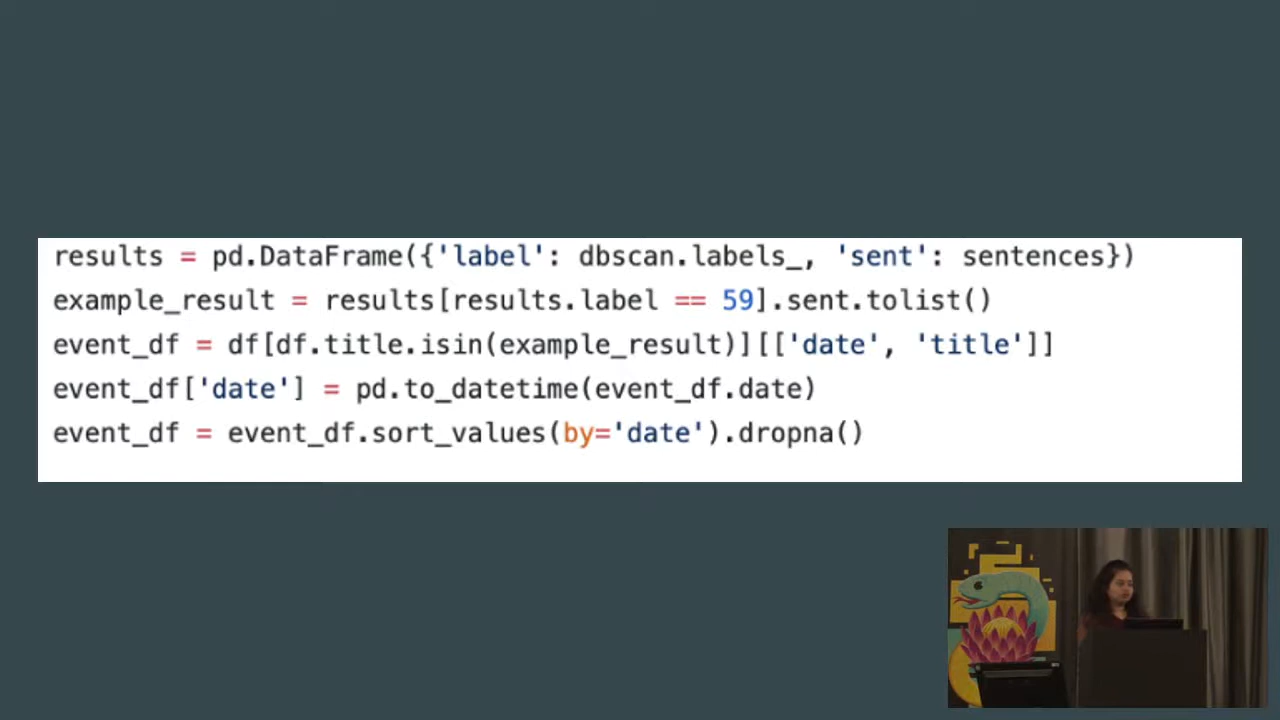 results = pd.DataFrame({'label': dbscan.labels_, 'sent': sentences})
example_result = results[results.label == 59].sent.tolist()
event_df = df[df.title.isin(example_result)][['date', 'title']]
event_df['date'] = pd.to_datetime(event_df.date)
event_df = event_df.sort_values(by='date').dropna()